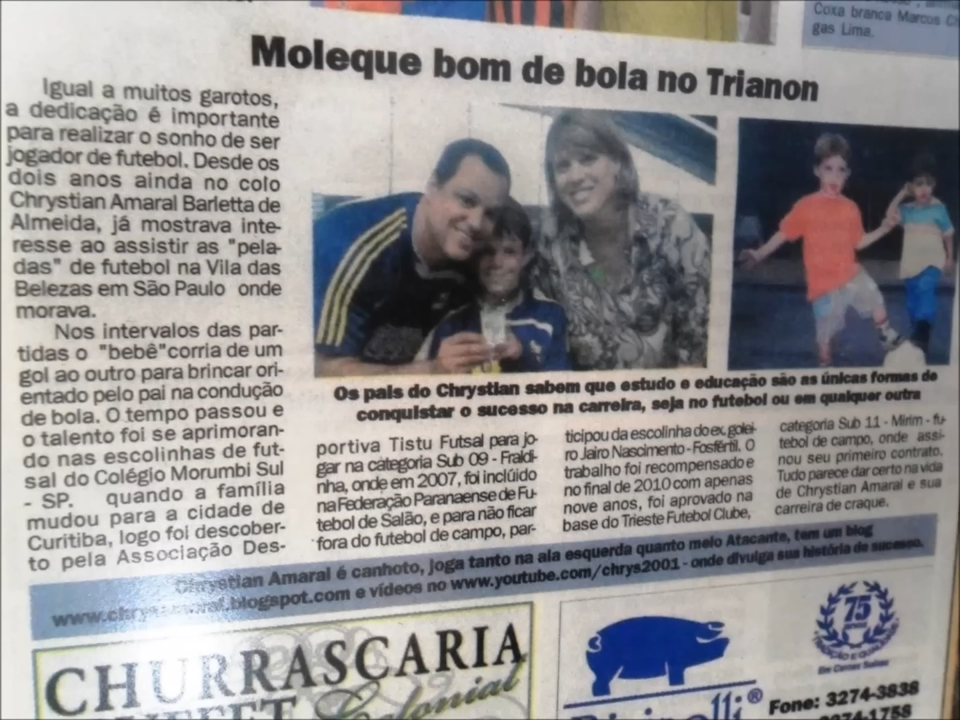 Coxa branca Marcos
gas Lima.
Moleque bom de bola no Trianon
Igual a muitos garotos,
a dedicação é importante
para realizar o sonho de ser
jogador de futebol. Desde os
dois anos ainda no colo
Chrystian Amaral Barletta de
Almeida, já mostrava inte-
resse ao assistir as "pela-
das" de futebol na Vila das
Belezas em São Paulo onde
morava.
Nos intervalos das par-
tidas o "bebê"corria de um
gol ao outro para brincar ori-
entado pelo pai na condução
de bola. O tempo passou e
o talento foi se aprimoran-
do nas escolinhas de fut-
sal do Colégio Morumbi Sul
- SP. quando a família
mudou para a cidade de
Curitiba, logo foi descober-
to pela Associação Des-
Os pais do Chrystian sabem que estudo e educação são as únicas formas de
conquistar o sucesso na carreira, seja no futebol ou em qualquer outra
portiva Tistu Futsal para jo-
gar na categoria Sub 09 - Fraldi-
nha, onde em 2007, foi incluído
na Federação Paranaense de Fu-
tebol de Salão, e para não ficar
fora do futebol de campo, par-
ticipou da escolinha do ex. golei-
ro Jairo Nascimento - Fosfértil. O
trabalho foi recompensado e
no final de 2010 com apenas
nove anos, foi aprovado na
base do Trieste Futebol Clube,
categoria Sub 11 - Mirim - fu-
tebol de campo, onde assi-
nou seu primeiro contrato.
Tudo parece dar certo na vida
de Chrystian Amaral e sua
carreira de craque.
Chrystian Amaral é canhoto, joga tanto na ala esquerda quanto meio Atacante, tem um blog
www.chrysamaral.blogspot.com e vídeos no www.youtube.com/chrys2001 - onde divulga sua história de sucesso.
CHURRASCARIA
Colonial
75
Em Carnes Suínas
®
Fone: 3274-3838